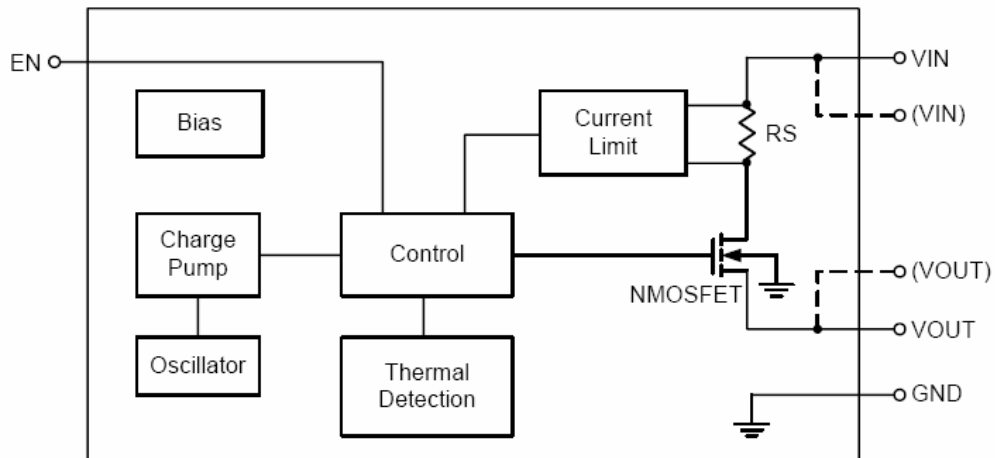 EN
VIN
(VIN)
Bias
Current
Limit
RS
Charge
Pump
Control
(VOUT)
NMOSFET
VOUT
Oscillator
Thermal
Detection
GND